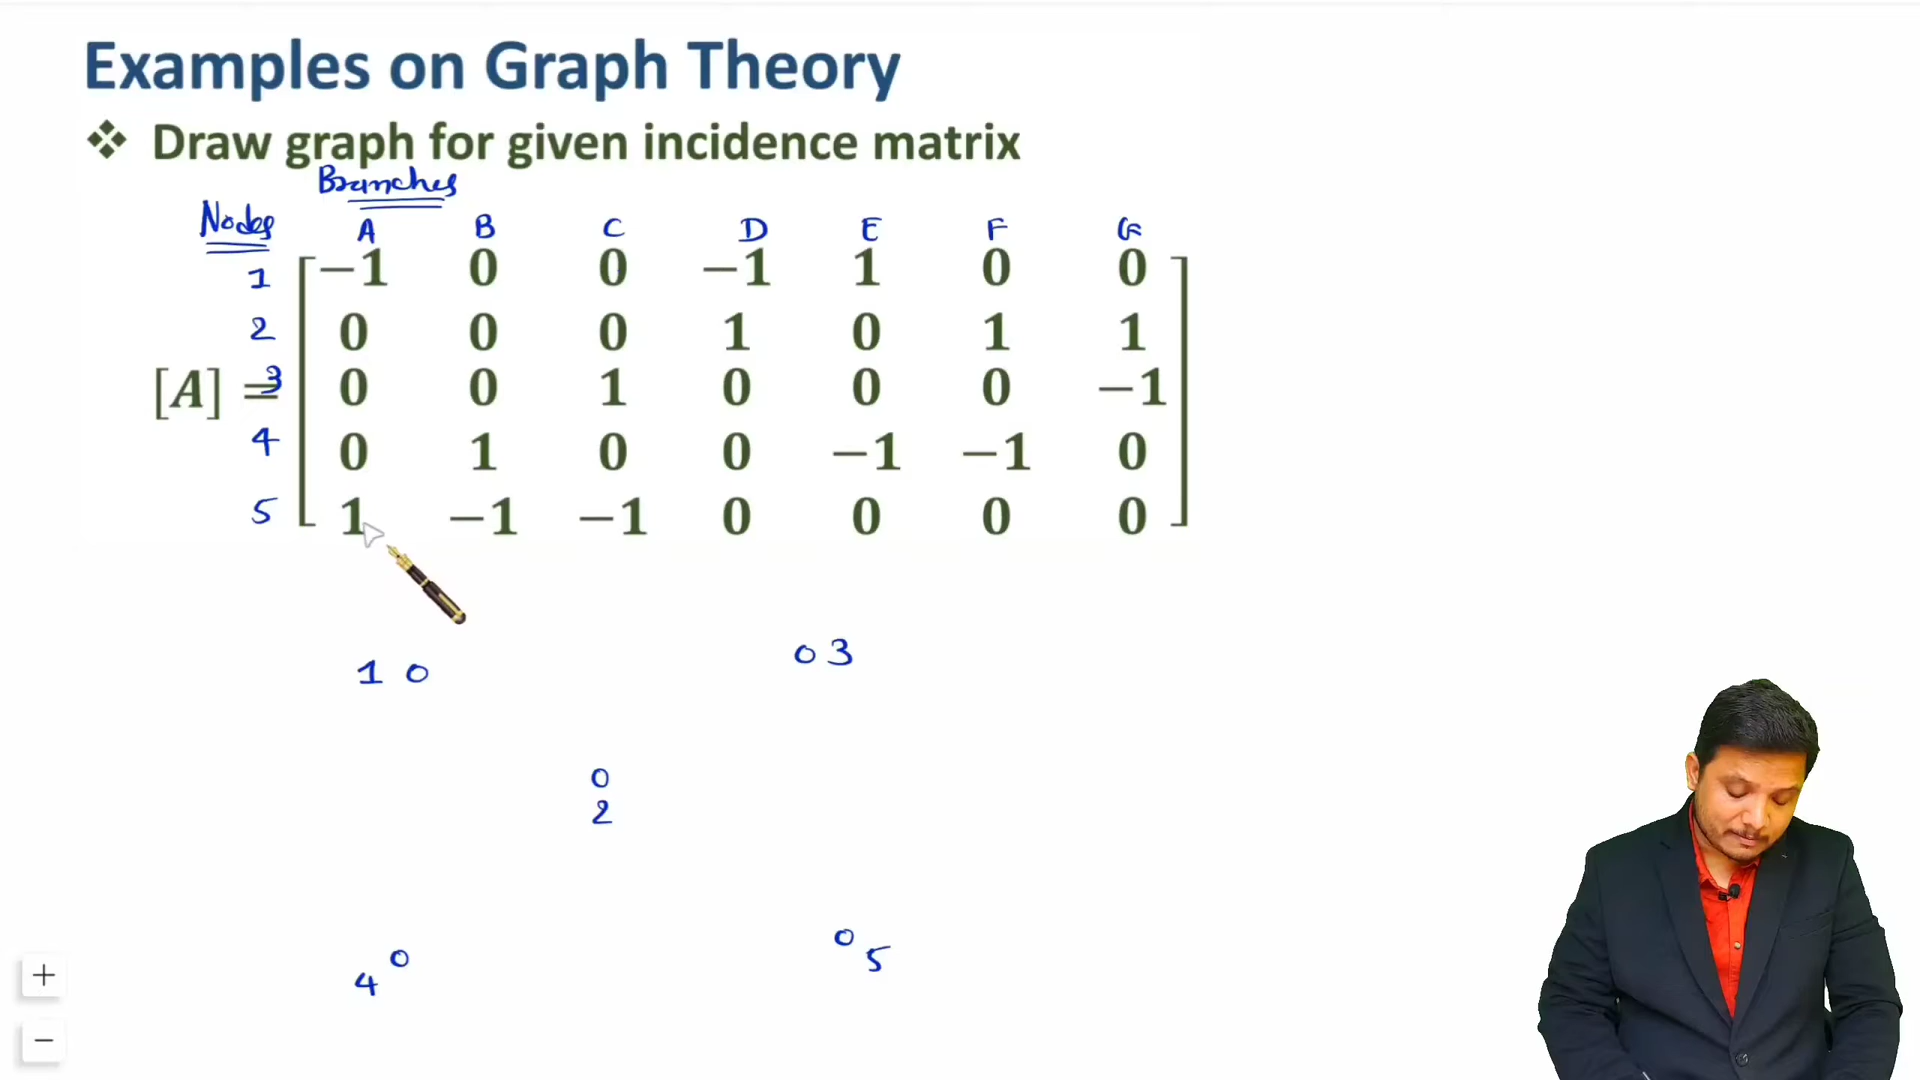 Examples on Graph Theory
❖ Draw graph for given incidence matrix
Branches
Nodes A B C D E F G
1 −1 0 0 −1 1 0 0
2 0 0 0 1 0 1 1
[A] = 3 0 0 1 0 0 0 −1
4 0 1 0 0 −1 −1 0
5 1 −1 −1 0 0 0 0
1 o o 3
o
2
o o
4 5
+
−